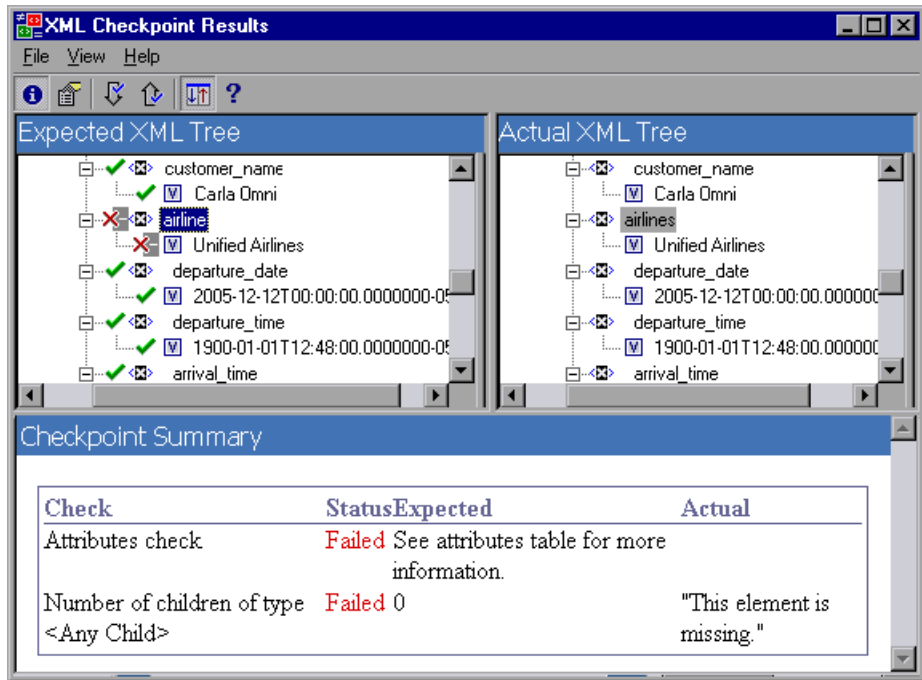 XML Checkpoint Results
File View Help
Expected XML Tree
customer_name
Carla Omni
airline
Unified Airlines
departure_date
2005-12-12T00:00:00.0000000-05
departure_time
1900-01-01T12:48:00.0000000-05
arrival_time
Actual XML Tree
customer_name
Carla Omni
airlines
Unified Airlines
departure_date
2005-12-12T00:00:00.000000
departure_time
1900-01-01T12:48:00.000000
arrival_time
Checkpoint Summary
Check Status Expected Actual
Attributes check Failed See attributes table for more
information.
Number of children of type Failed 0 "This element is
<Any Child> missing."